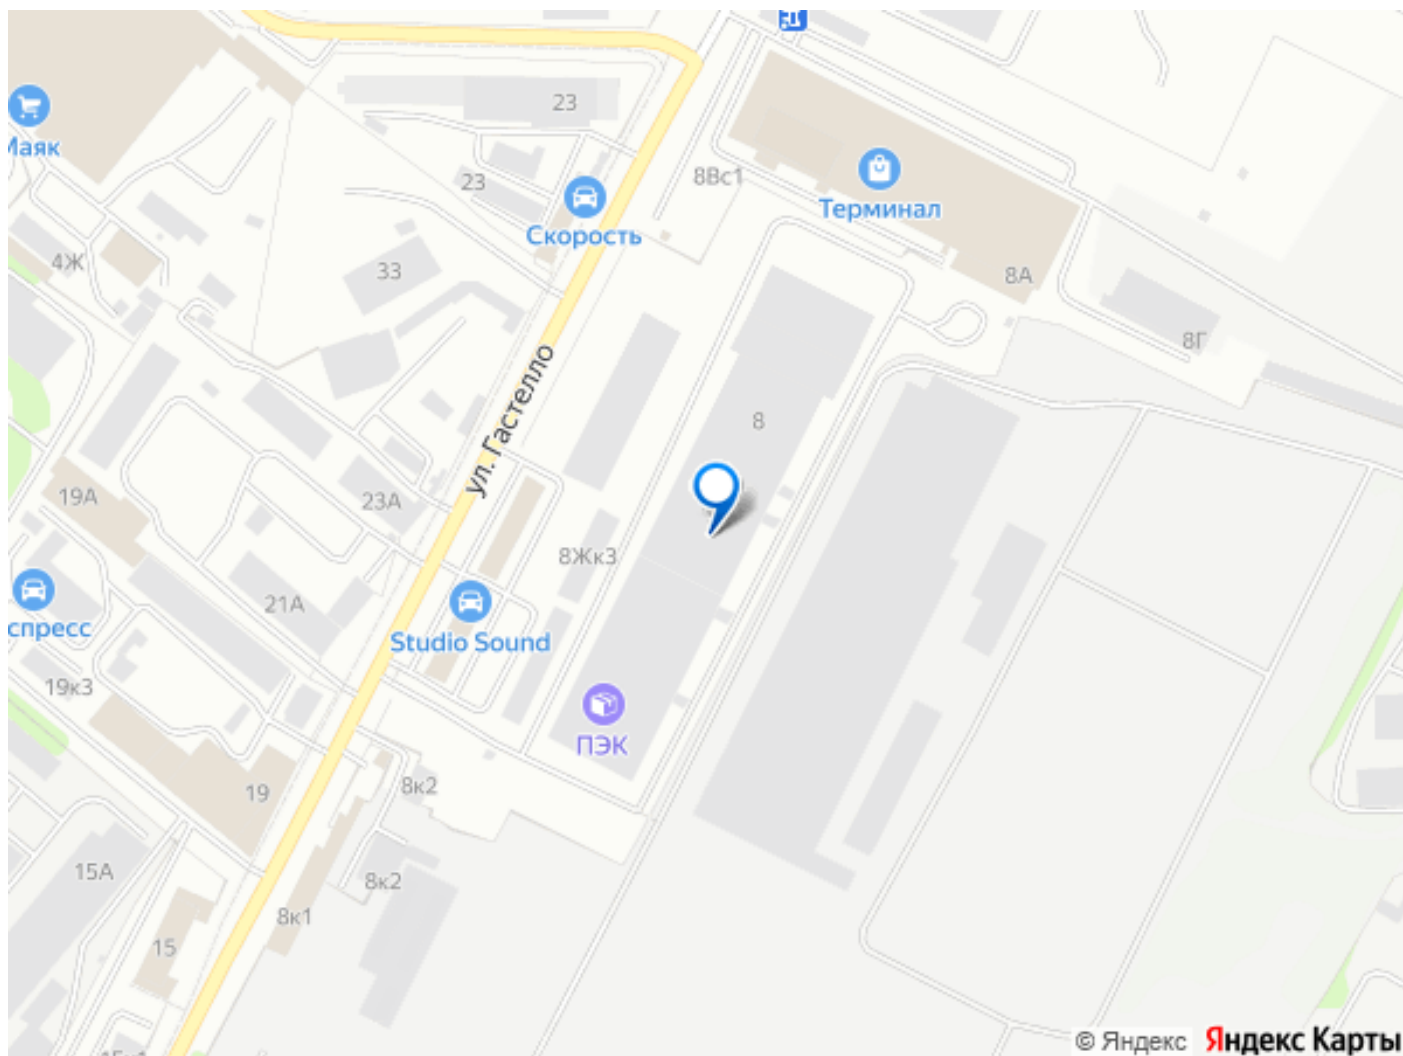 23
Маяк
23
8Вс1
Терминал
Скорость
4Ж
33
8А
8Г
ул. Гастелло
8
19А
23А
8Жк3
21А
спресс
Studio Sound
19к3
ПЭК
8к2
19
15А
8к2
8к1
15
15к1
© Яндекс
Яндекс Карты